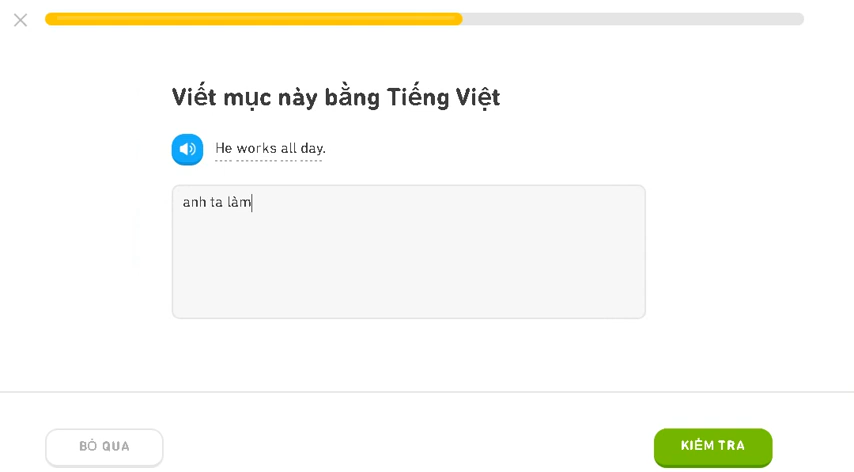 Viết mục này bằng Tiếng Việt
He works all day.
anh ta làm
BỎ QUA
KIỂM TRA